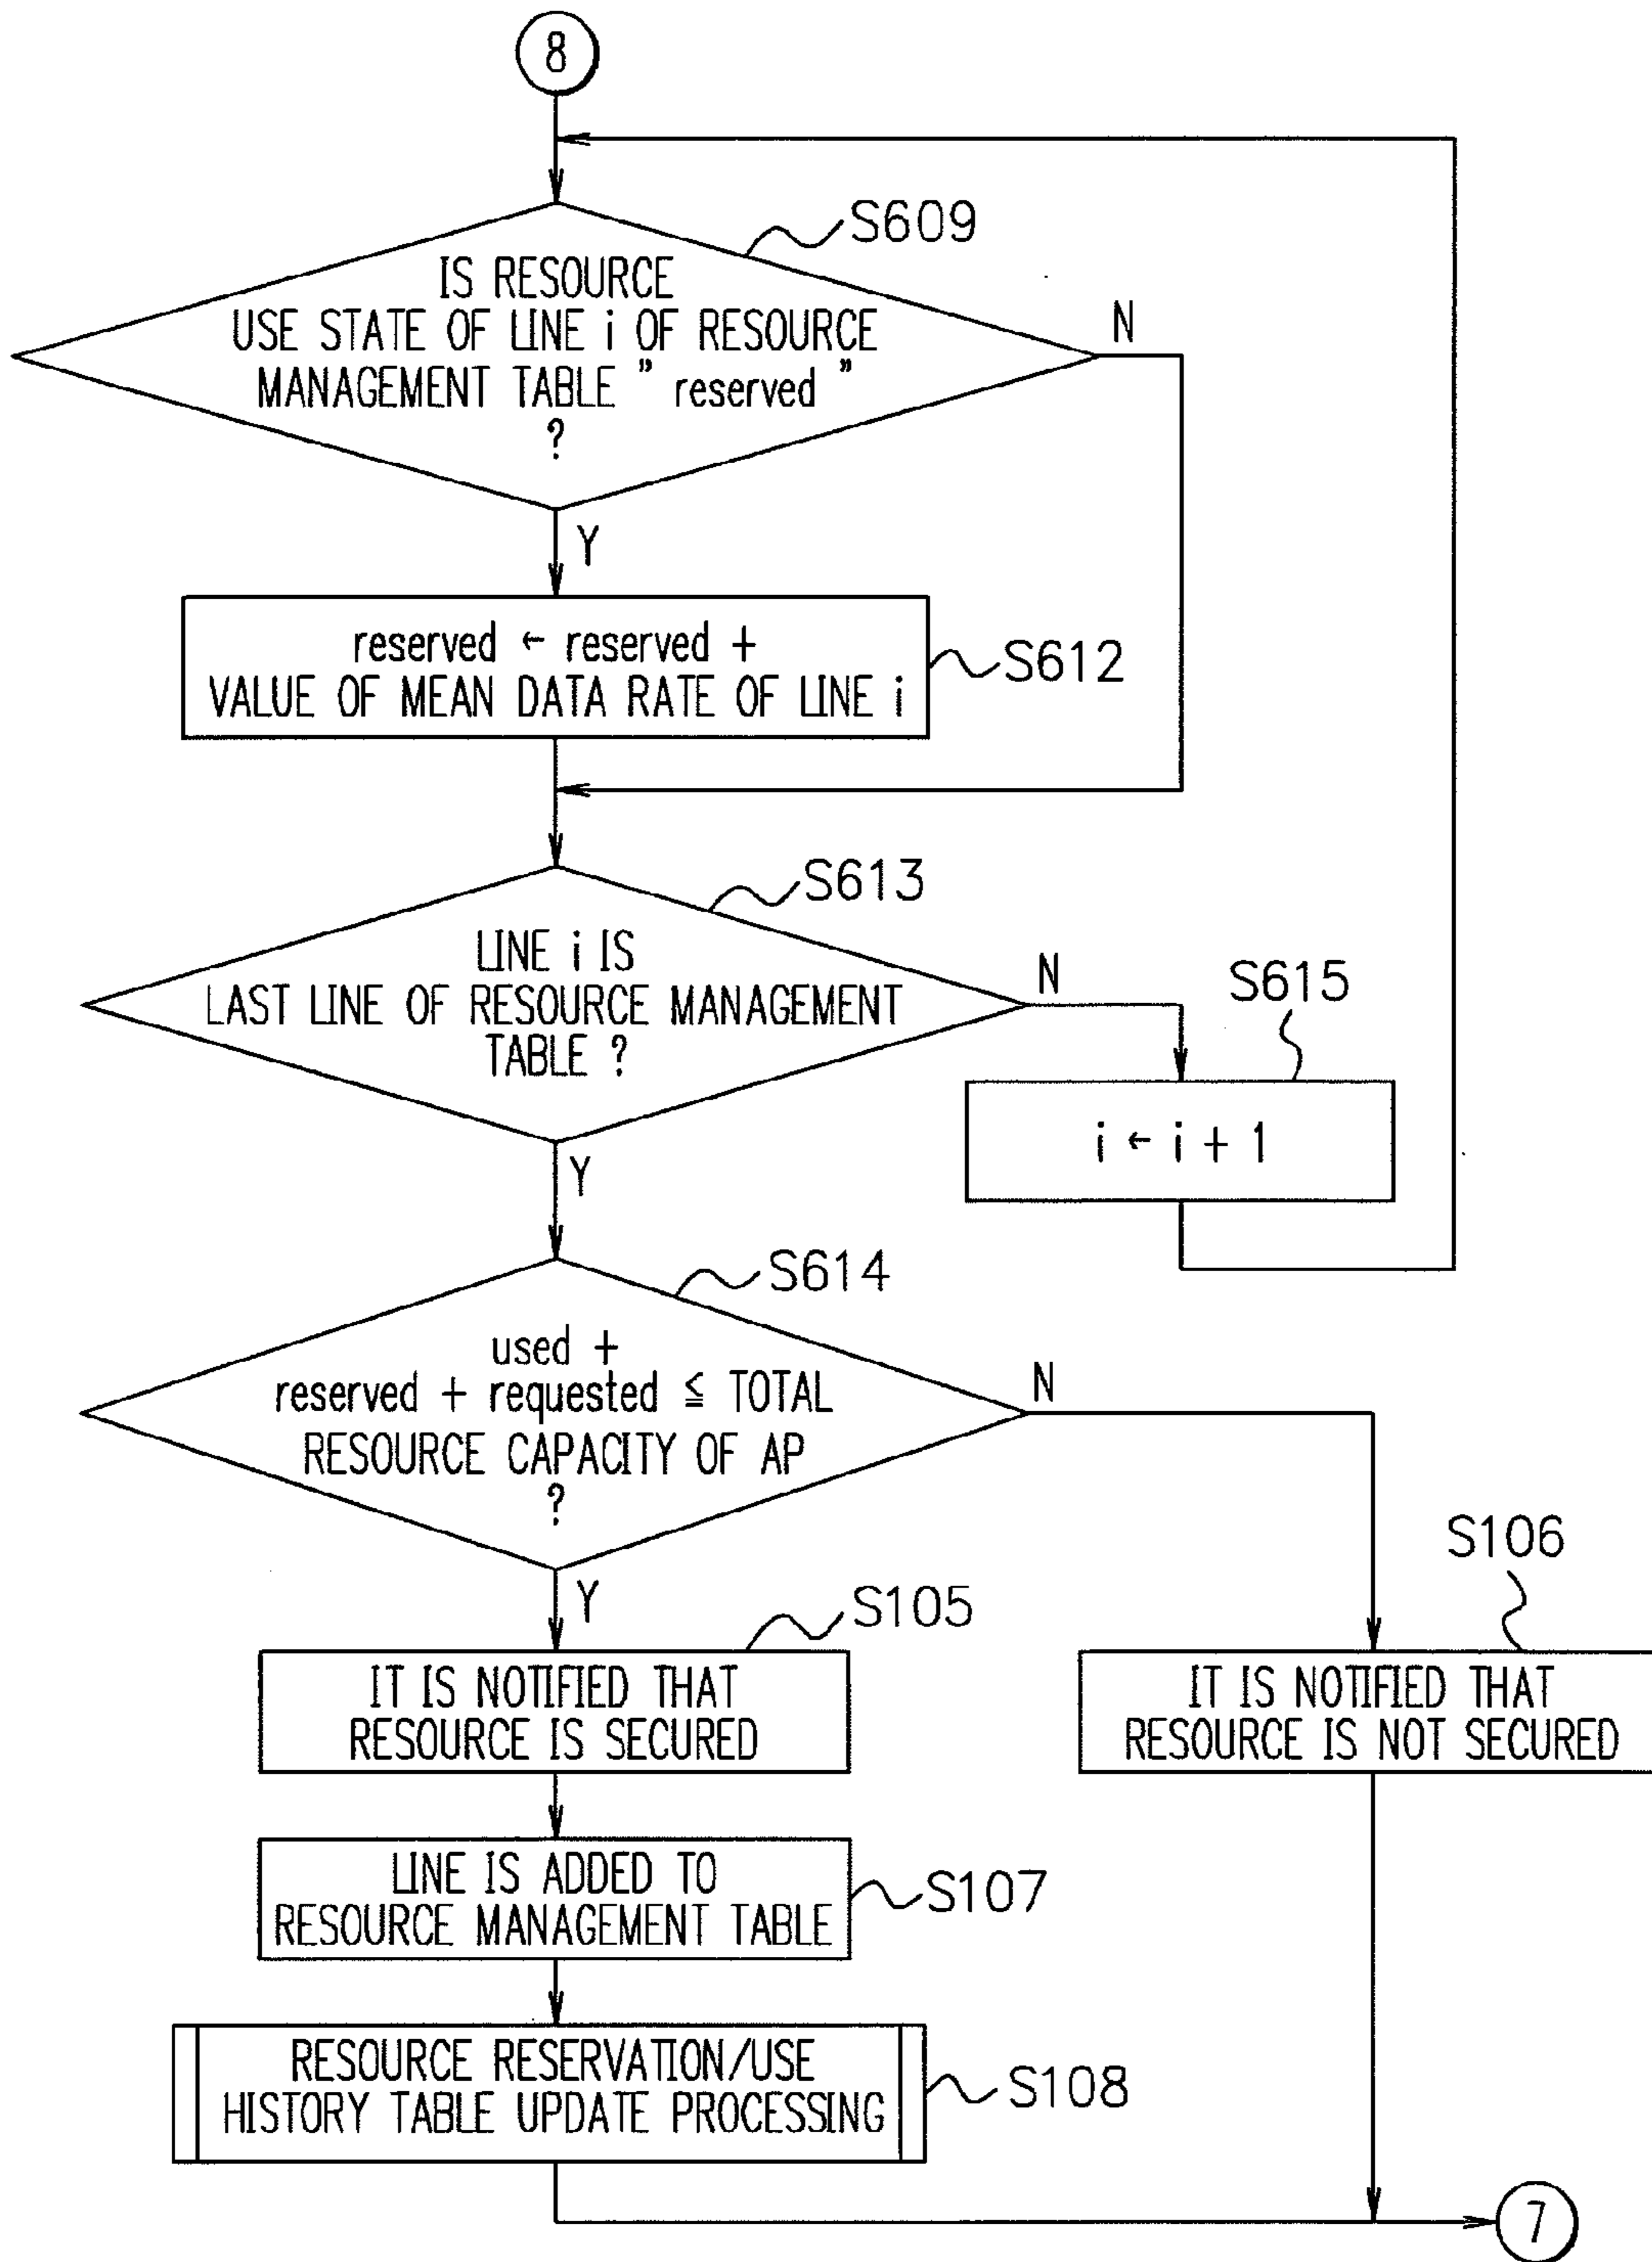 8
S609
IS RESOURCE
USE STATE OF LINE i OF RESOURCE
MANAGEMENT TABLE " reserved "
?
N
Y
reserved ← reserved +
VALUE OF MEAN DATA RATE OF LINE i
S612
S613
LINE i IS
LAST LINE OF RESOURCE MANAGEMENT
TABLE ?
N
S615
i ← i + 1
Y
S614
used +
reserved + requested ≦ TOTAL
RESOURCE CAPACITY OF AP
?
N
Y
S105
IT IS NOTIFIED THAT
RESOURCE IS SECURED
S106
IT IS NOTIFIED THAT
RESOURCE IS NOT SECURED
LINE IS ADDED TO
RESOURCE MANAGEMENT TABLE
S107
RESOURCE RESERVATION/USE
HISTORY TABLE UPDATE PROCESSING
S108
7